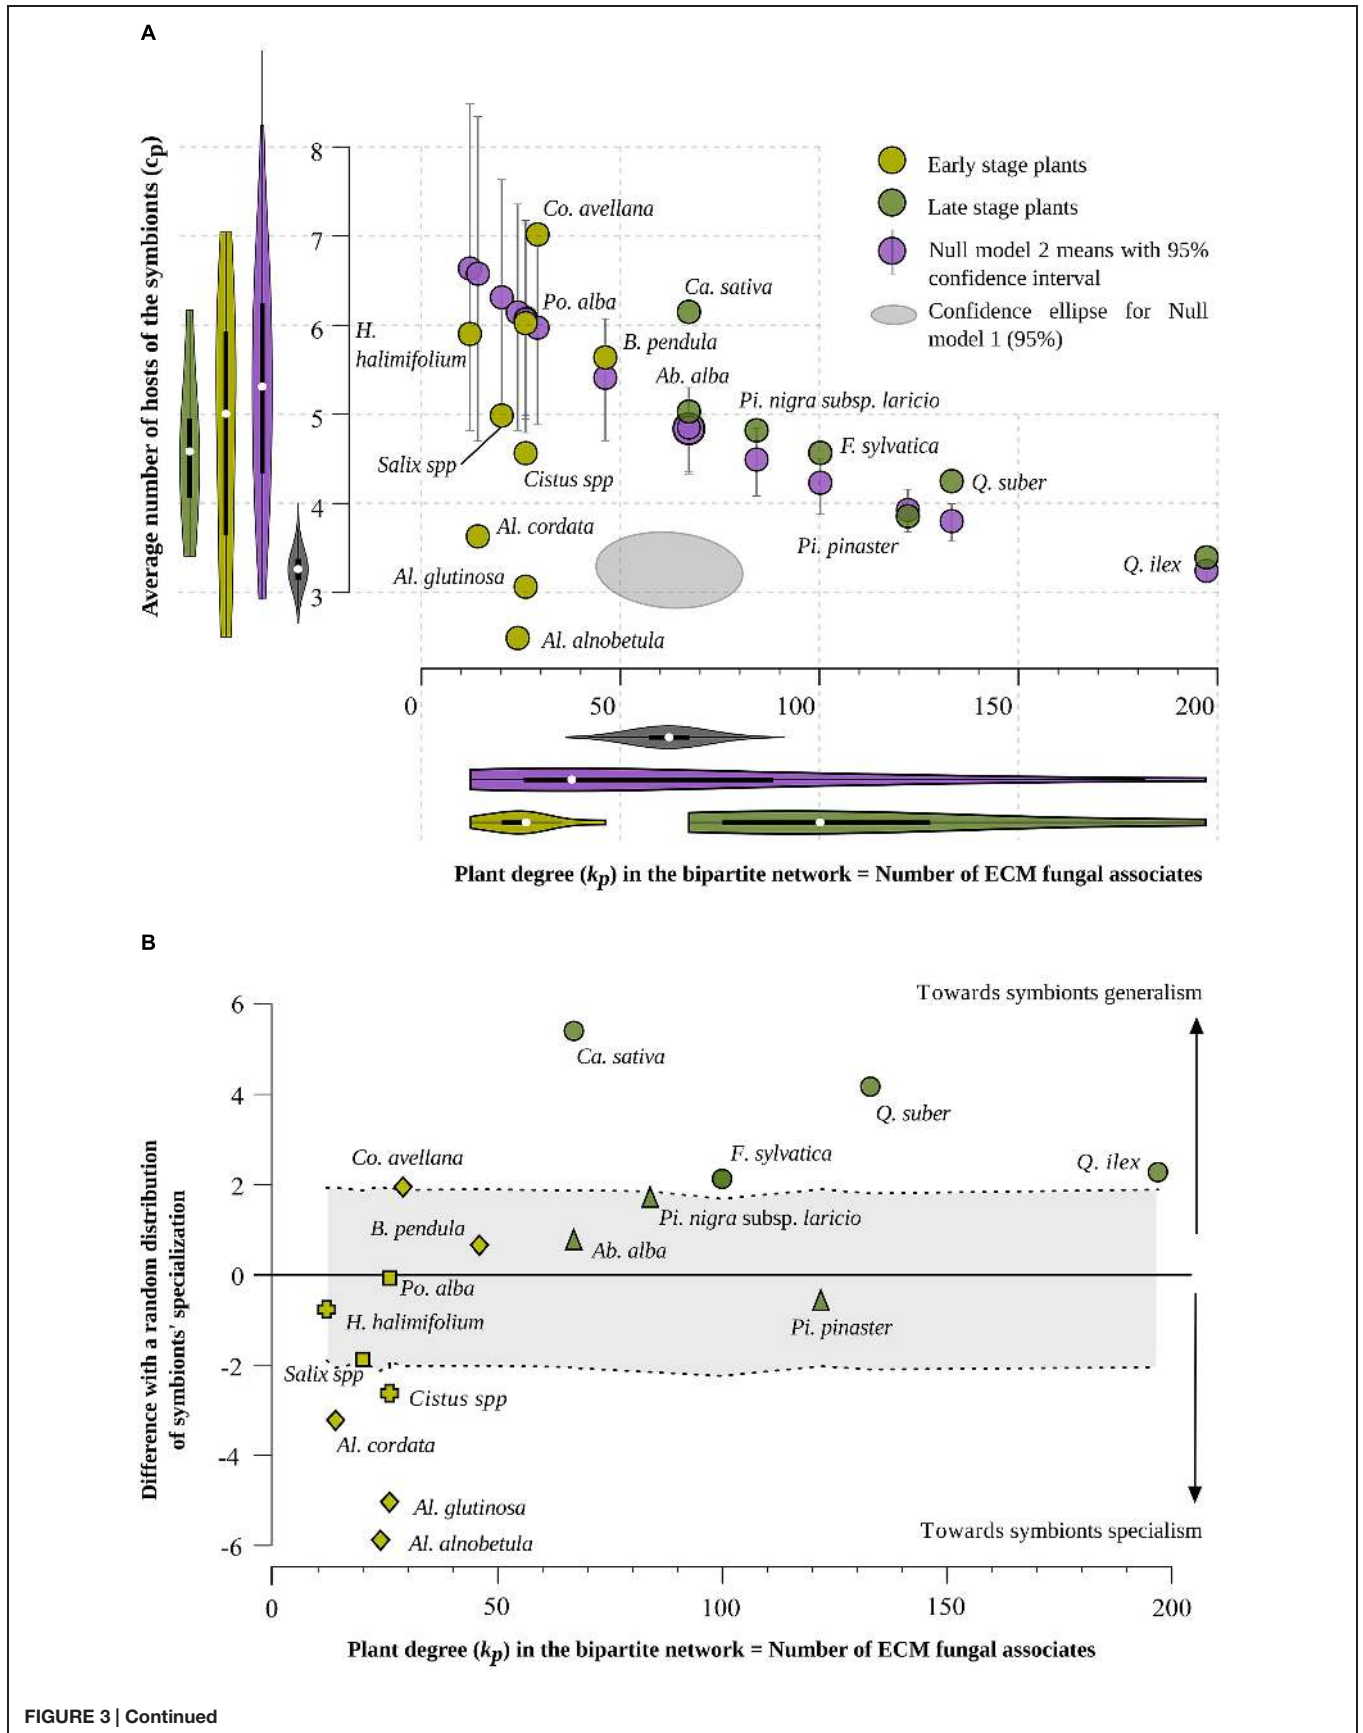 A
Average number of hosts of the symbionts (cp)
8
7
6
5
4
3
Early stage plants
Late stage plants
Null model 2 means with 95%
confidence interval
Confidence ellipse for Null
model 1 (95%)
Co. avellana
Ca. sativa
Po. alba
H.
halimifolium
B. pendula
Ab. alba
Pi. nigra subsp. laricio
F. sylvatica
Salix spp
Cistus spp
Q. suber
Al. cordata
Pi. pinaster
Q. ilex
Al. glutinosa
Al. alnobetula
0 50 100 150 200
Plant degree (kp) in the bipartite network = Number of ECM fungal associates
B
Difference with a random distribution
of symbionts' specialization
6
4
2
0
-2
-4
-6
Towards symbionts generalism
Ca. sativa
Q. suber
F. sylvatica
Co. avellana
Q. ilex
Pi. nigra subsp. laricio
B. pendula
Ab. alba
Po. alba
H. halimifolium
Pi. pinaster
Salix spp
Cistus spp
Al. cordata
Al. glutinosa
Towards symbionts specialism
Al. alnobetula
0 50 100 150 200
Plant degree (kp) in the bipartite network = Number of ECM fungal associates
FIGURE 3 | Continued